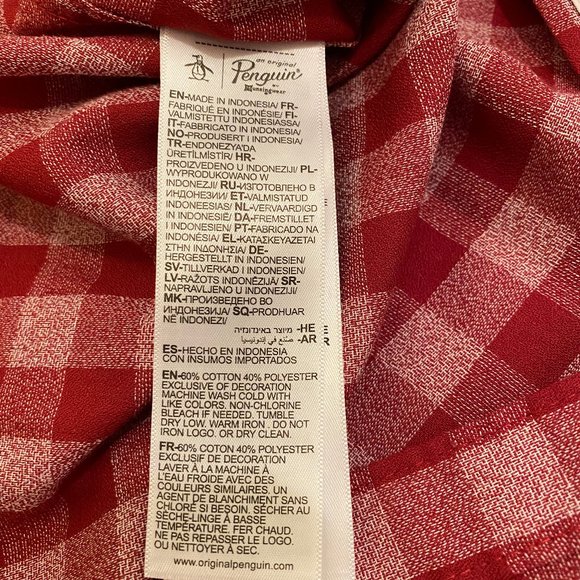 an original
Penguin
BY
Munsingwear
EN-MADE IN INDONESIA/ FR-
FABRIQUÉ EN INDONÉSIE/ FI-
VALMISTETTU INDONESIASSA/
IT-FABBRICATO IN INDONESIA/
NO-PRODUSERT I INDONESIA/
TR-ENDONEZYA'DA
ÜRETİLMİSTİR/ HR-
PROIZVEDENO U INDONEZIJI/ PL-
WYPRODUKOWANO W
INDONEZJI/ RU-ИЗГОТОВЛЕНО В
ИНДОНЕЗИИ/ ET-VALMISTATUD
INDONEESIAS/ NL-VERVAARDIGD
IN INDONESIË/ DA-FREMSTILLET
I INDONESIEN/ PT-FABRICADO NA
INDONÉSIA/ EL-ΚΑΤΑΣΚΕΥΑΖΕΤΑΙ
ΣΤΗΝ ΙΝΔΟΝΗΣΙΑ/ DE-
HERGESTELLT IN INDONESIEN/
SV-TILLVERKAD I INDONESIEN/
LV-RAŽOTS INDONĒZIJĀ/ SR-
NAPRAVLJENO U INDONEZIJI/
MK-ПРОИЗВЕДЕНО ВО
ИНДОНЕЗИЈА/ SQ-PRODHUAR
NË INDONEZI/
HE- מיוצר באינדונזיה
AR- صنع في إندونيسيا
ES-HECHO EN INDONESIA
CON INSUMOS IMPORTADOS
EN-60% COTTON 40% POLYESTER
EXCLUSIVE OF DECORATION
MACHINE WASH COLD WITH
LIKE COLORS. NON-CHLORINE
BLEACH IF NEEDED. TUMBLE
DRY LOW. WARM IRON . DO NOT
IRON LOGO. OR DRY CLEAN.
FR-60% COTON 40% POLYESTER
EXCLUSIF DE DECORATION
LAVER À LA MACHINE À
L'EAU FROIDE AVEC DES
COULEURS SIMILAIRES. UN
AGENT DE BLANCHIMENT SANS
CHLORE SI BESOIN. SÉCHER AU
SÈCHE-LINGE À BASSE
TEMPÉRATURE. FER CHAUD.
NE PAS REPASSER LE LOGO
OU NETTOYER À SEC.
www.originalpenguin.com